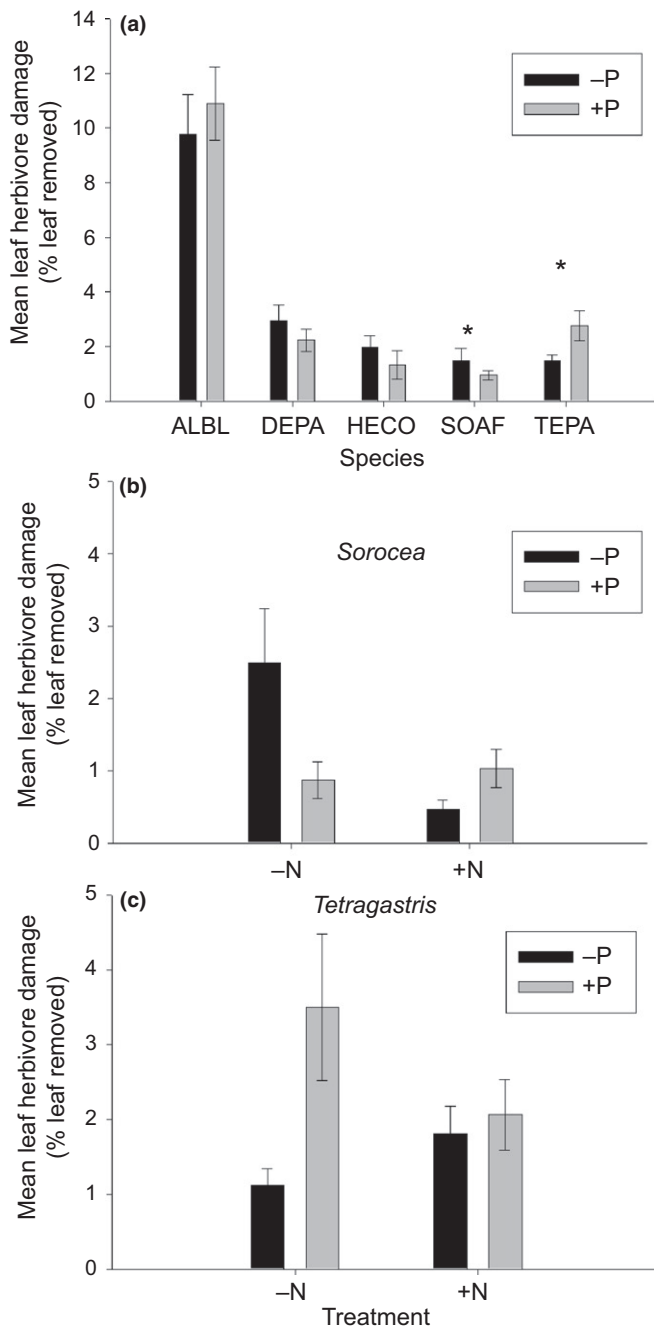 (a)
–P
+P
Mean leaf herbivore damage
(% leaf removed)
14
12
10
8
6
4
2
0
*
*
ALBL DEPA HECO SOAF TEPA
Species
(b)
Sorocea
–P
+P
Mean leaf herbivore damage
(% leaf removed)
5
4
3
2
1
0
–N +N
(c)
Tetragastris
–P
+P
Mean leaf herbivore damage
(% leaf removed)
5
4
3
2
1
0
–N +N
Treatment